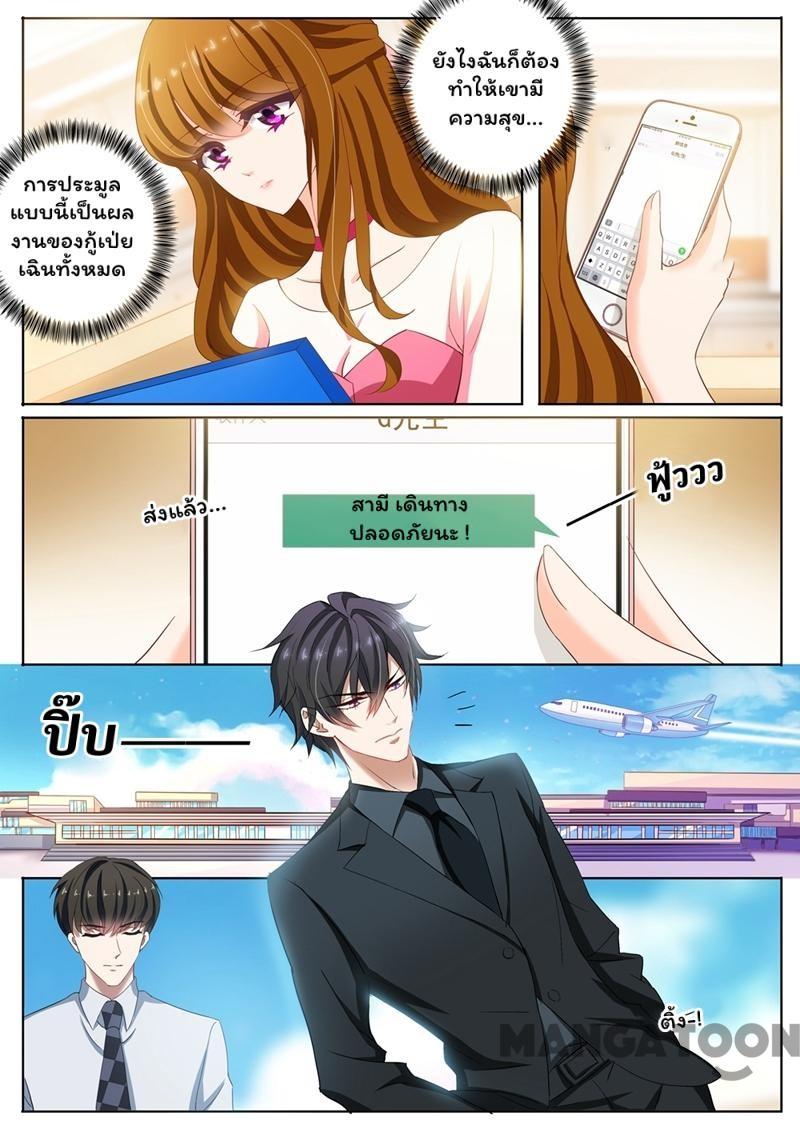 ยังไงฉันก็ต้อง
ทำให้เขามี
ความสุข...
การประมูล
แบบนี้เป็นผล
งานของกู้เป่ย
เฉินทั้งหมด
ส่งแล้ว...
สามี เดินทาง
ปลอดภัยนะ !
ฟู้ววว
ปิ๊บ
ติ้ง-!
MANGATOON